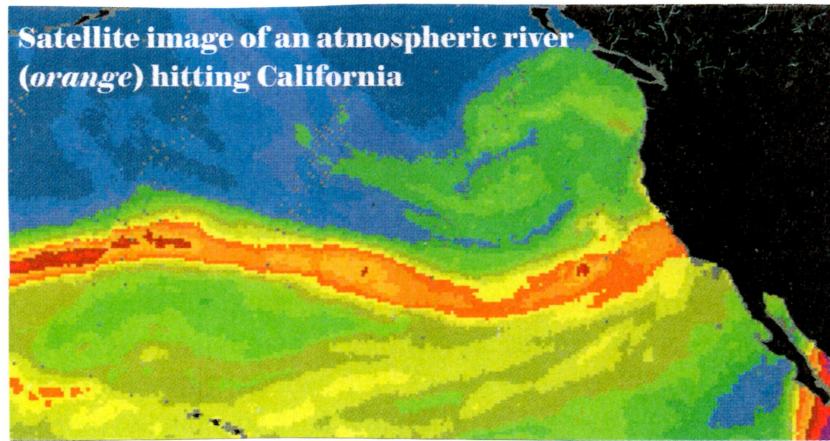 Satellite image of an atmospheric river
(orange) hitting California